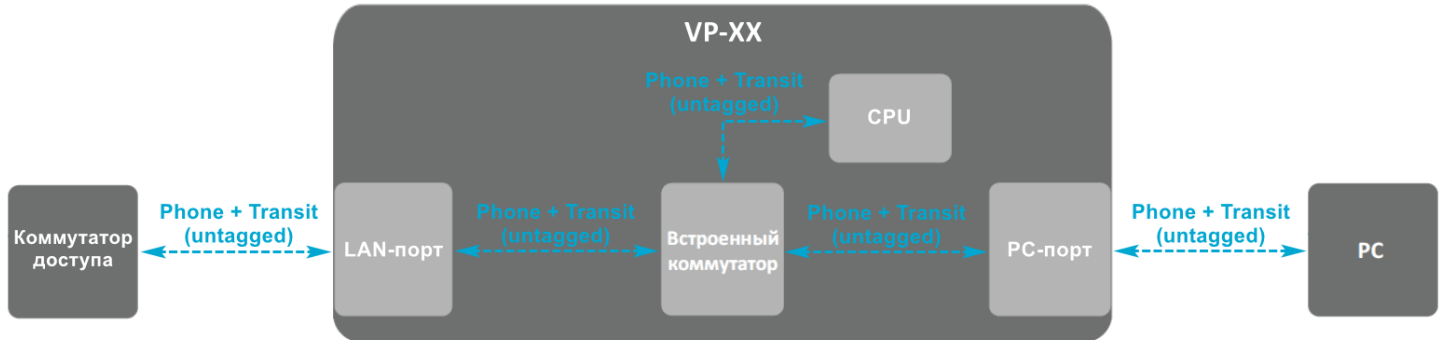 VP-XX
Phone + Transit
(untagged)
CPU
Коммутатор
доступа
Phone + Transit
(untagged)
LAN-порт
Phone + Transit
(untagged)
Встроенный
коммутатор
Phone + Transit
(untagged)
PC-порт
Phone + Transit
(untagged)
PC